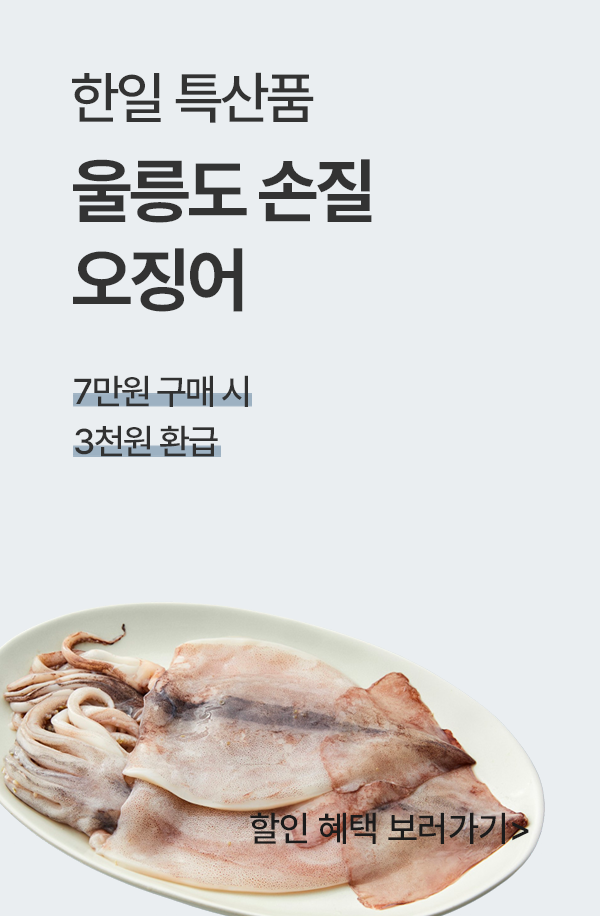 한일 특산품
울릉도 손질
오징어
7만원 구매 시
3천원 환급
할인 혜택 보러가기>